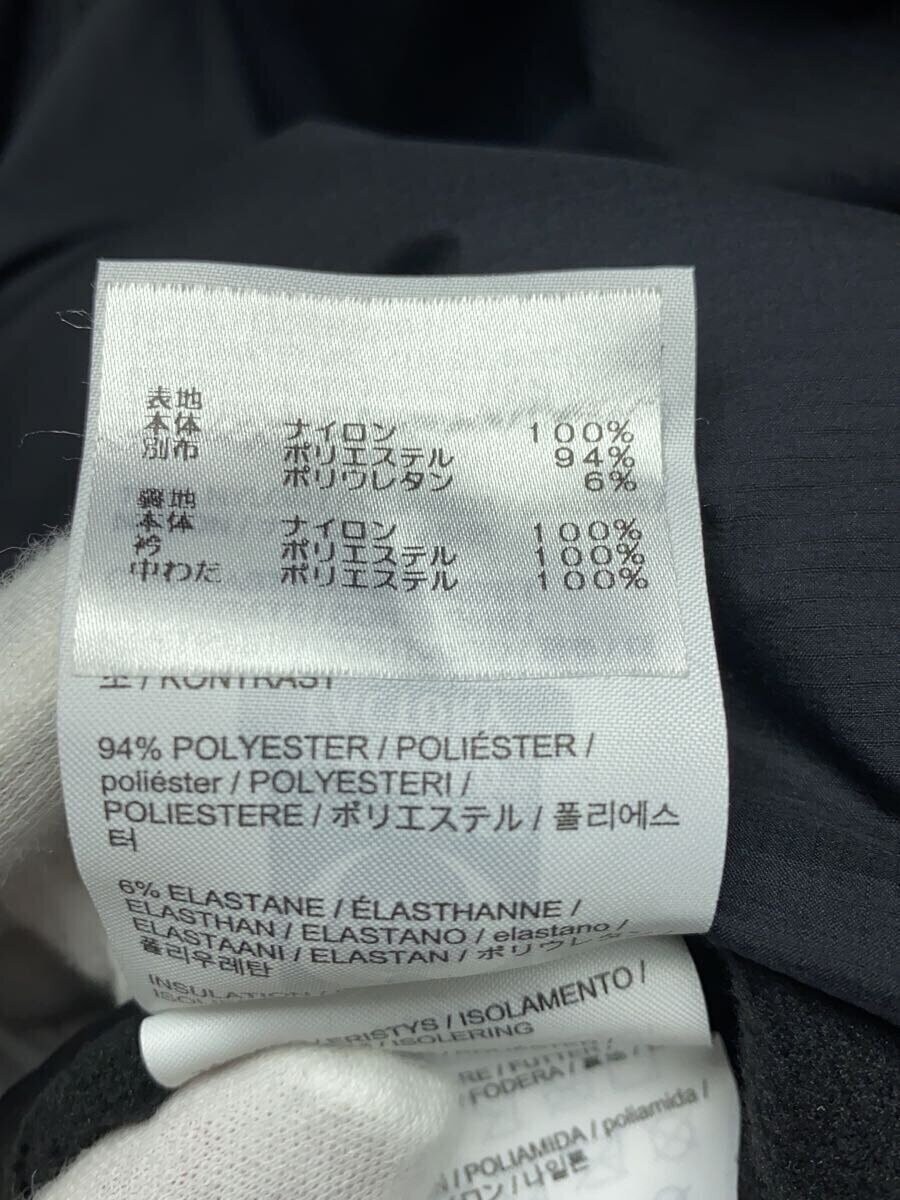 表地
本体 ナイロン 100%
別布 ポリエステル 94%
ポリウレタン 6%
裏地
本体 ナイロン 100%
衿 ポリエステル 100%
中わた ポリエステル 100%
/ KONTRAST
94% POLYESTER / POLIÉSTER /
poliéster / POLYESTERI /
POLIESTERE / ポリエステル / 폴리에스
터
6% ELASTANE / ÉLASTHANNE /
ELASTHAN / ELASTANO / elastano /
ELASTAANI / ELASTAN / ポリウレタン
폴리우레탄
INSULATION /
/ ISOLAMENTO /
ERISTYS / ISOLERING
/ FUTTER /
/ FODERA /
/ POLIAMIDA / poliamida /
/ 나일론